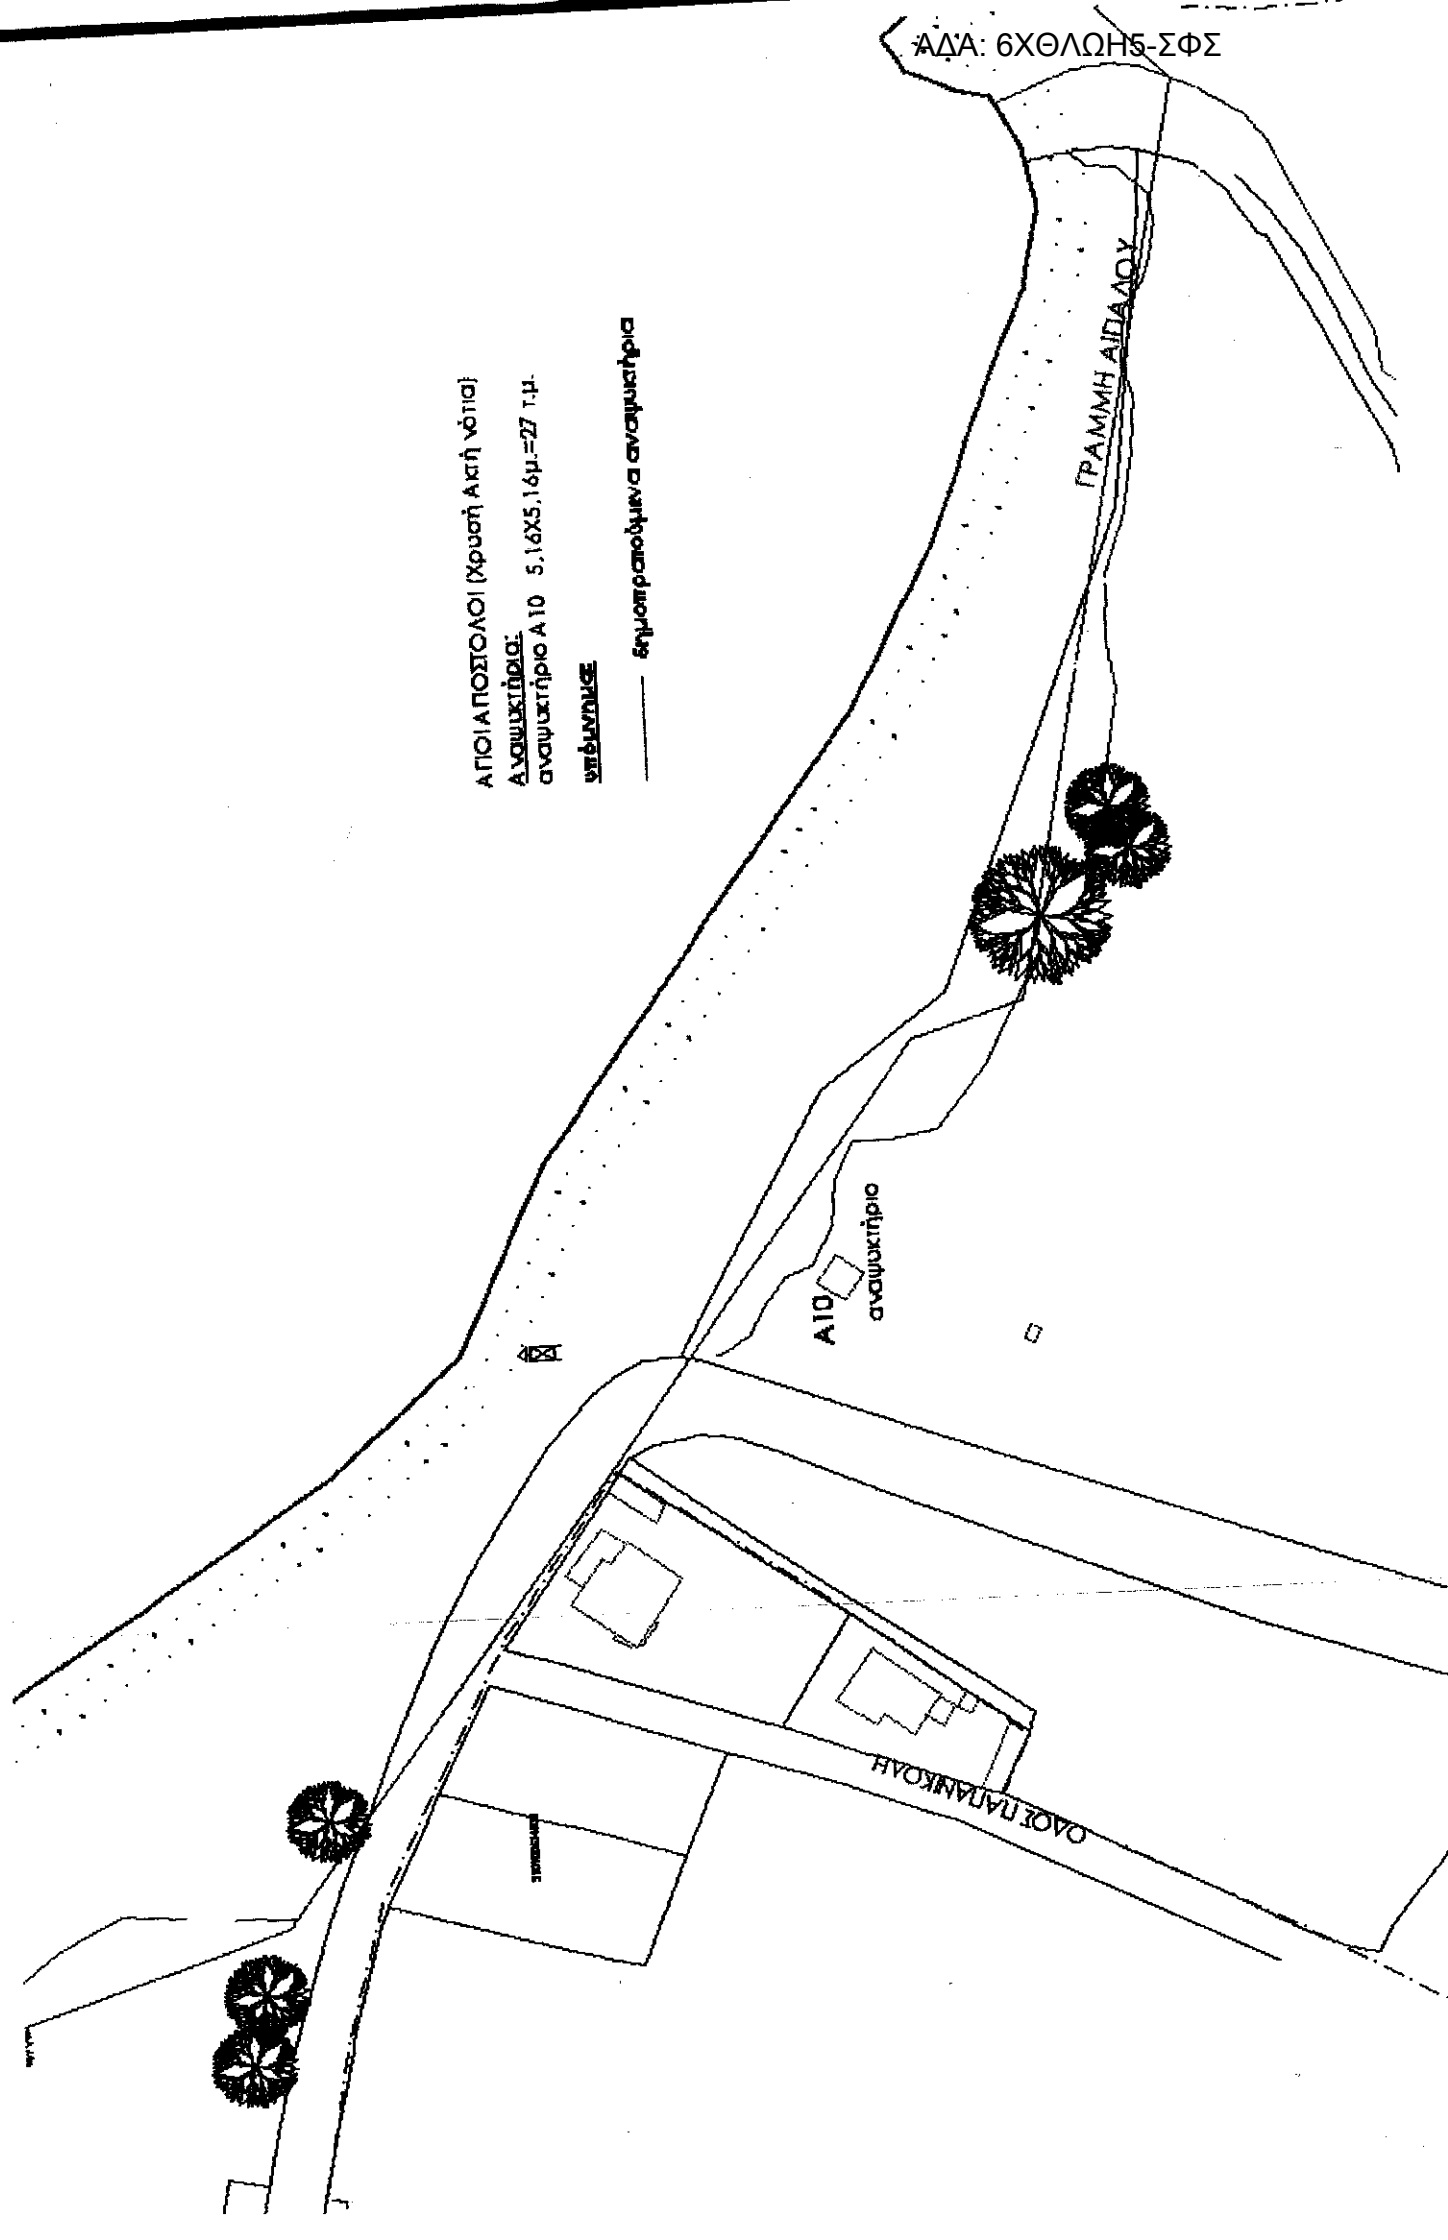 ΑΔΑ: 6ΧΘΛΩΗ5-ΣΦΣ
ΑΓΙΟΙ ΑΠΟΣΤΟΛΟΙ (Χρυσή Ακτή νότια)
Αναψυκτήρια:
αναψυκτήριο Α10 5,16Χ5,16μ.=27 τ.μ.
υπόμνημα:
δημοπρατούμενα αναψυκτήρια
ΓΡΑΜΜΗ ΑΙΓΙΑΛΟΥ
Α10
αναψυκτήριο
ΟΔΟΣ ΠΑΠΑΝΙΚΟΛΗ